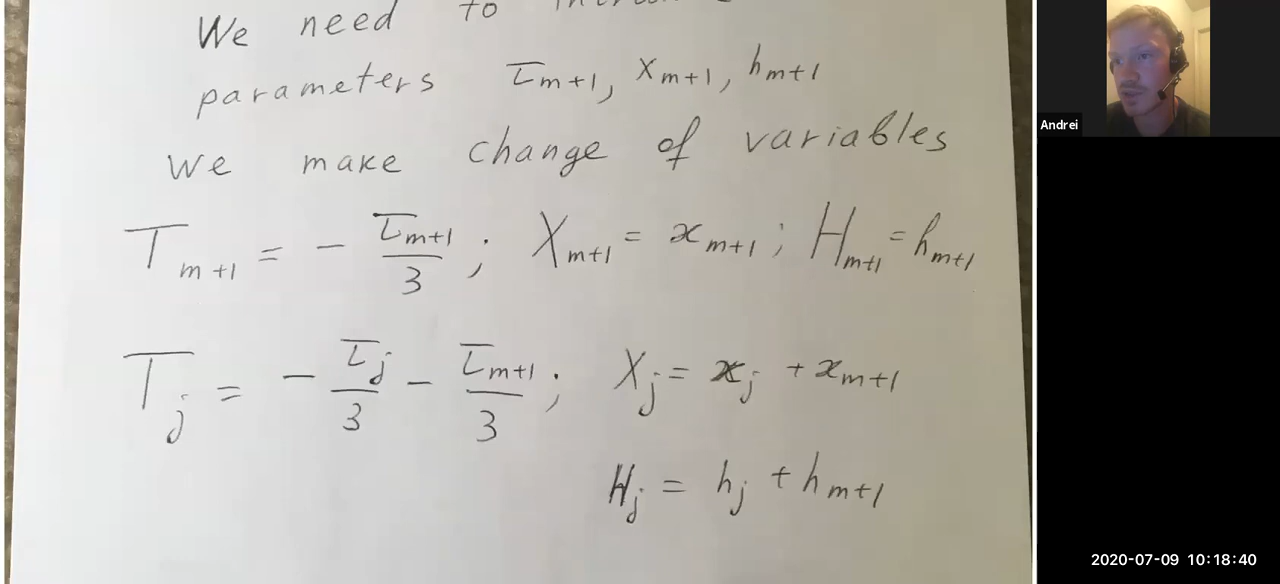 We need to
parameters τm+1, xm+1, hm+1
We make change of variables
T m+1 = - τm+1/3 ; Xm+1 = xm+1 ; Hm+1 = hm+1
Tj = - τj/3 - τm+1/3 ; Xj = xj + xm+1
Hj = hj + hm+1
Andrei
2020-07-09 10:18:40